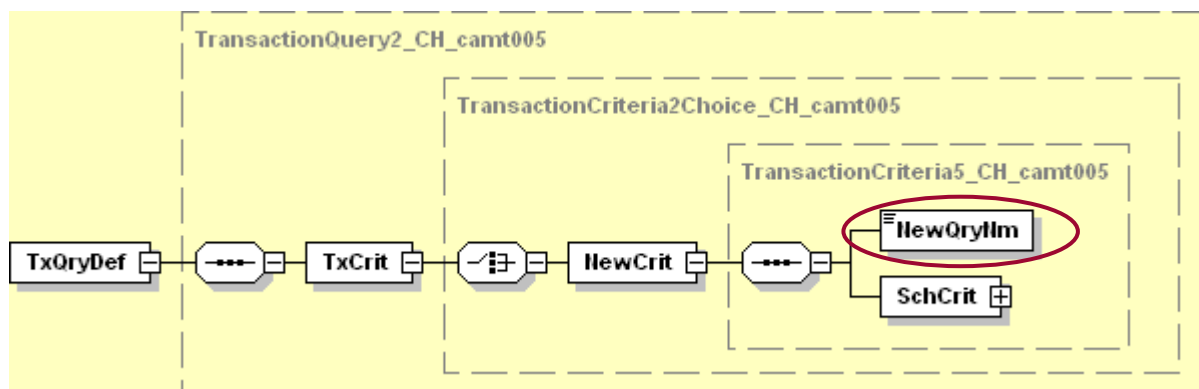 TransactionQuery2_CH_camt005
TransactionCriteria2Choice_CH_camt005
TransactionCriteria5_CH_camt005
NewQryNm
TxQryDef
TxCrit
NewCrit
SchCrit